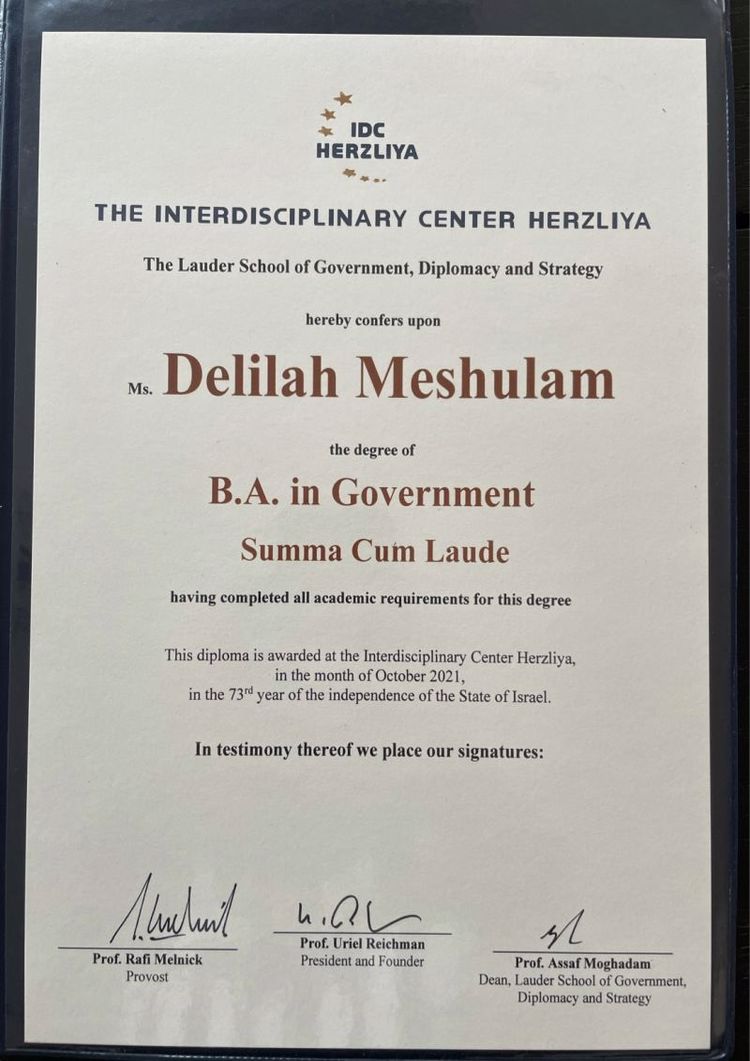 IDC
HERZLIYA
THE INTERDISCIPLINARY CENTER HERZLIYA
The Lauder School of Government, Diplomacy and Strategy
hereby confers upon
Ms. Delilah Meshulam
the degree of
B.A. in Government
Summa Cum Laude
having completed all academic requirements for this degree
This diploma is awarded at the Interdisciplinary Center Herzliya,
in the month of October 2021,
in the 73rd year of the independence of the State of Israel.
In testimony thereof we place our signatures:
Prof. Rafi Melnick
Provost
Prof. Uriel Reichman
President and Founder
Prof. Assaf Moghadam
Dean, Lauder School of Government,
Diplomacy and Strategy